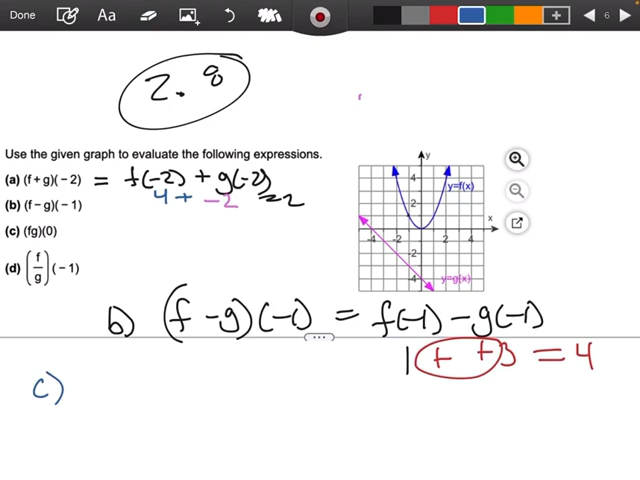 Done Aa 6
2.8
Use the given graph to evaluate the following expressions.
(a) (f + g)( - 2) = f(-2) + g(-2)
4 + -2 = 2
(b) (f - g)( - 1)
(c) (fg)(0)
(d) (f/g)( - 1)
y
4
2
-4 -2 2 4
x
-4
y=f(x)
y=g(x)
b) (f - g)(-1) = f(-1) - g(-1)
1 + + 3 = 4
c)